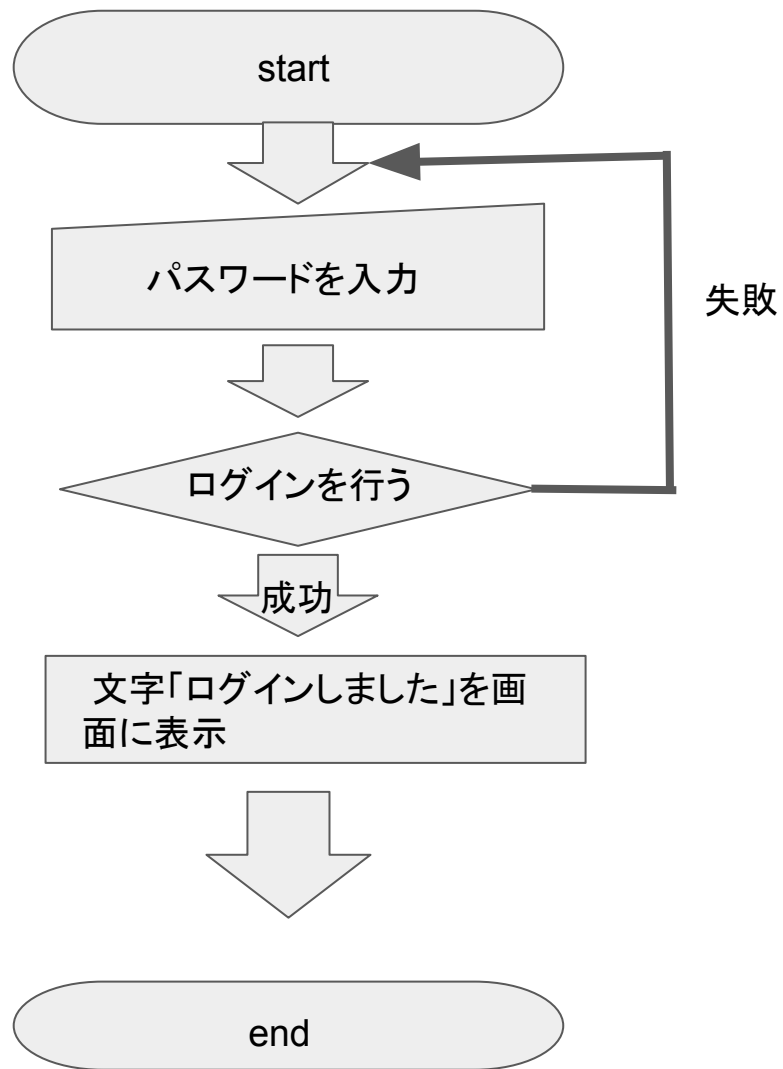 start
パスワードを入力
失敗
ログインを行う
成功
文字「ログインしました」を画
面に表示
end